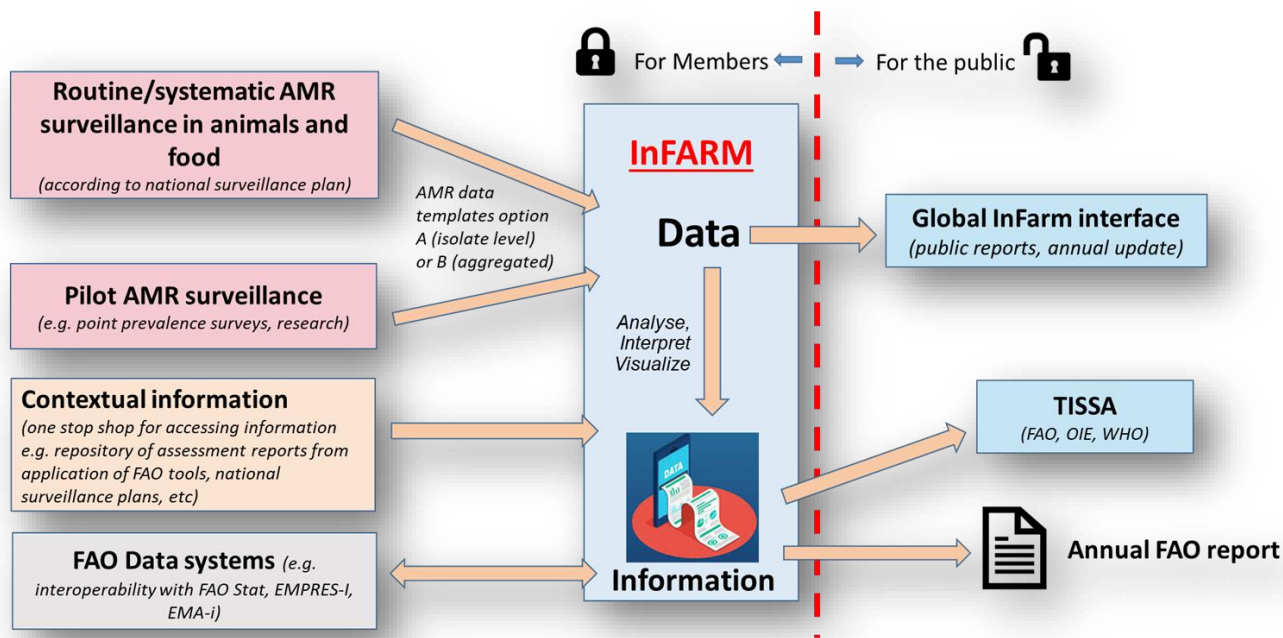 For Members
For the public
Routine/systematic AMR
surveillance in animals and
food
(according to national surveillance plan)
AMR data
templates option
A (isolate level)
or B (aggregated)
Pilot AMR surveillance
(e.g. point prevalence surveys, research)
Contextual information
(one stop shop for accessing information
e.g. repository of assessment reports from
application of FAO tools, national
surveillance plans, etc)
FAO Data systems (e.g.
interoperability with FAO Stat, EMPRES-I,
EMA-i)
InFARM
Data
Analyse,
Interpret
Visualize
DATA
Information
Global InFarm interface
(public reports, annual update)
TISSA
(FAO, OIE, WHO)
Annual FAO report